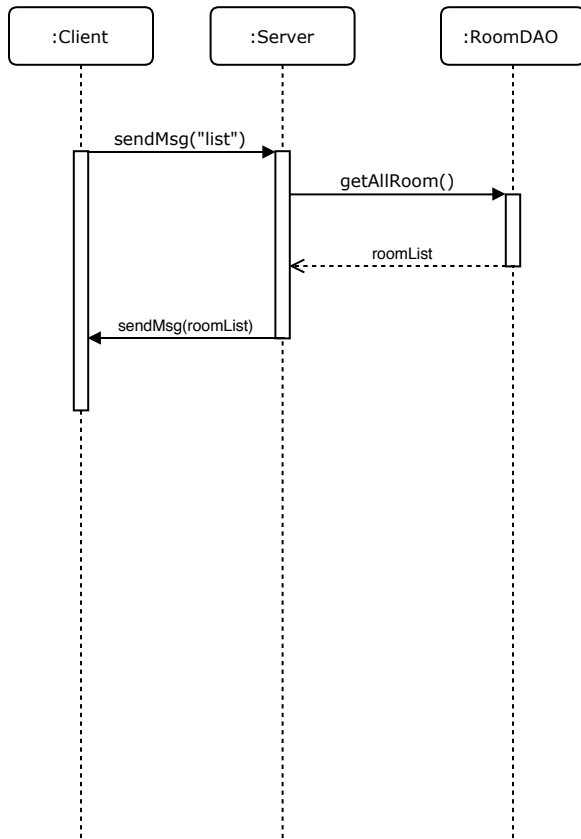 :Client
:Server
:RoomDAO
sendMsg("list")
getAllRoom()
roomList
sendMsg(roomList)